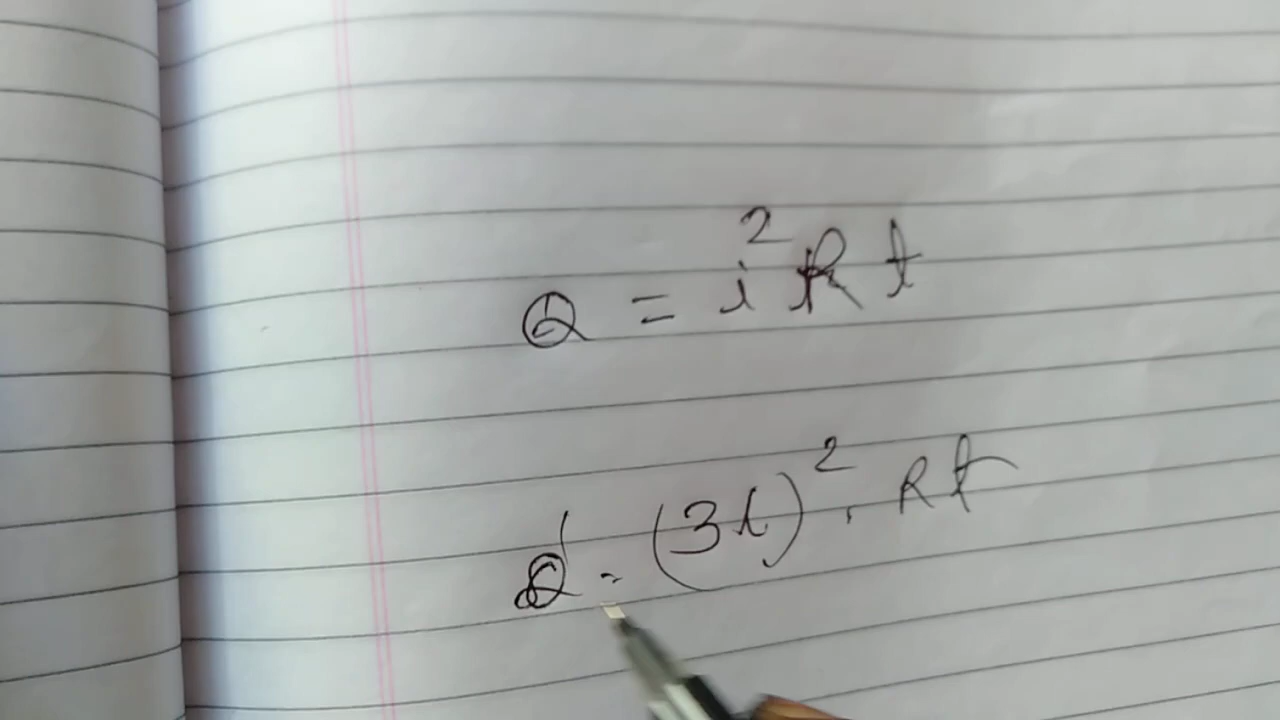 Q = i²Rt
Q' = (3i)². Rt